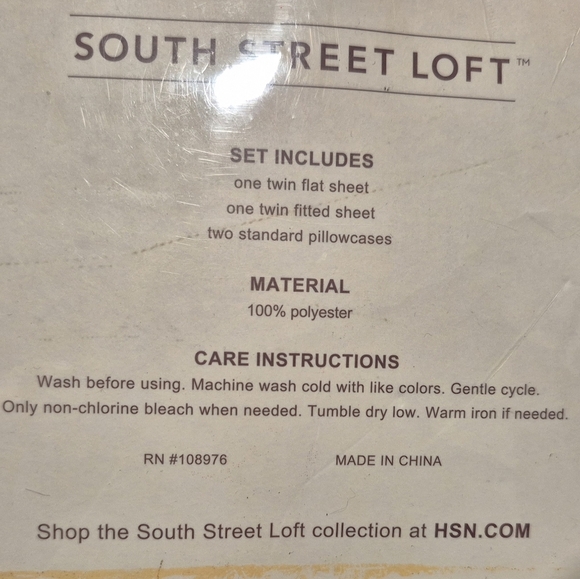 SOUTH STREET LOFT™
SET INCLUDES
one twin flat sheet
one twin fitted sheet
two standard pillowcases
MATERIAL
100% polyester
CARE INSTRUCTIONS
Wash before using. Machine wash cold with like colors. Gentle cycle.
Only non-chlorine bleach when needed. Tumble dry low. Warm iron if needed.
RN #108976 MADE IN CHINA
Shop the South Street Loft collection at HSN.COM